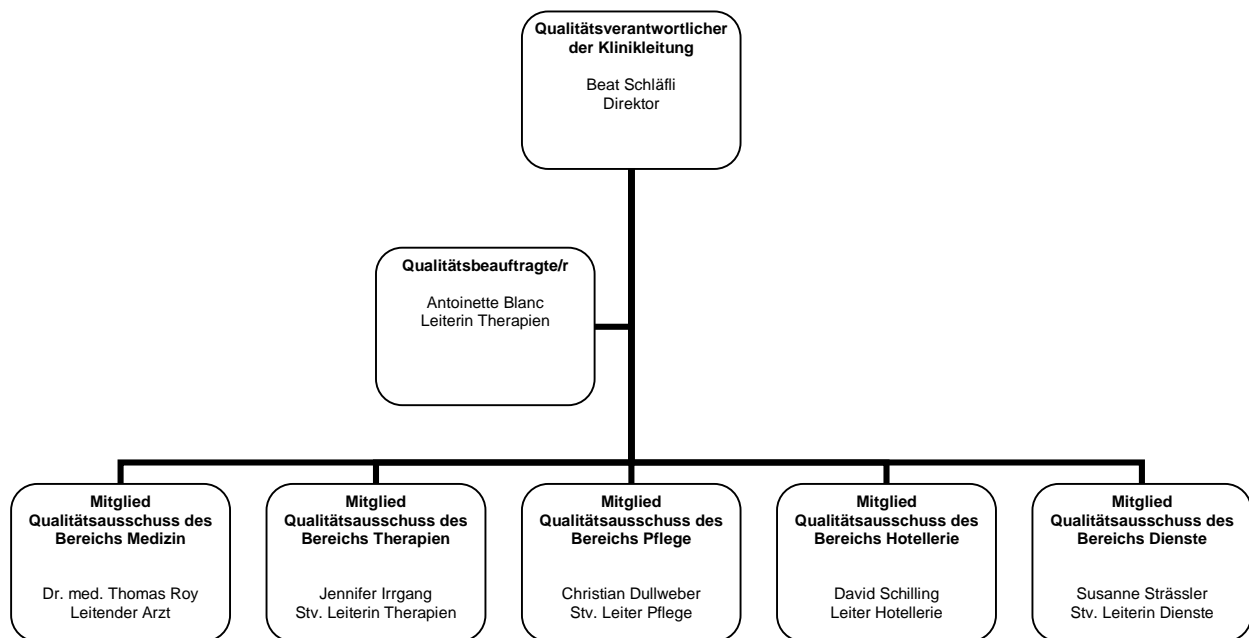 Qualitätsverantwortlicher
der Klinikleitung
Beat Schläfli
Direktor
Qualitätsbeauftragte/r
Antoinette Blanc
Leiterin Therapien
Mitglied
Qualitätsausschuss des
Bereichs Medizin
Dr. med. Thomas Roy
Leitender Arzt
Mitglied
Qualitätsausschuss des
Bereichs Therapien
Jennifer Irrgang
Stv. Leiterin Therapien
Mitglied
Qualitätsausschuss des
Bereichs Pflege
Christian Dullweber
Stv. Leiter Pflege
Mitglied
Qualitätsausschuss des
Bereichs Hotellerie
David Schilling
Leiter Hotellerie
Mitglied
Qualitätsausschuss des
Bereichs Dienste
Susanne Strässler
Stv. Leiterin Dienste